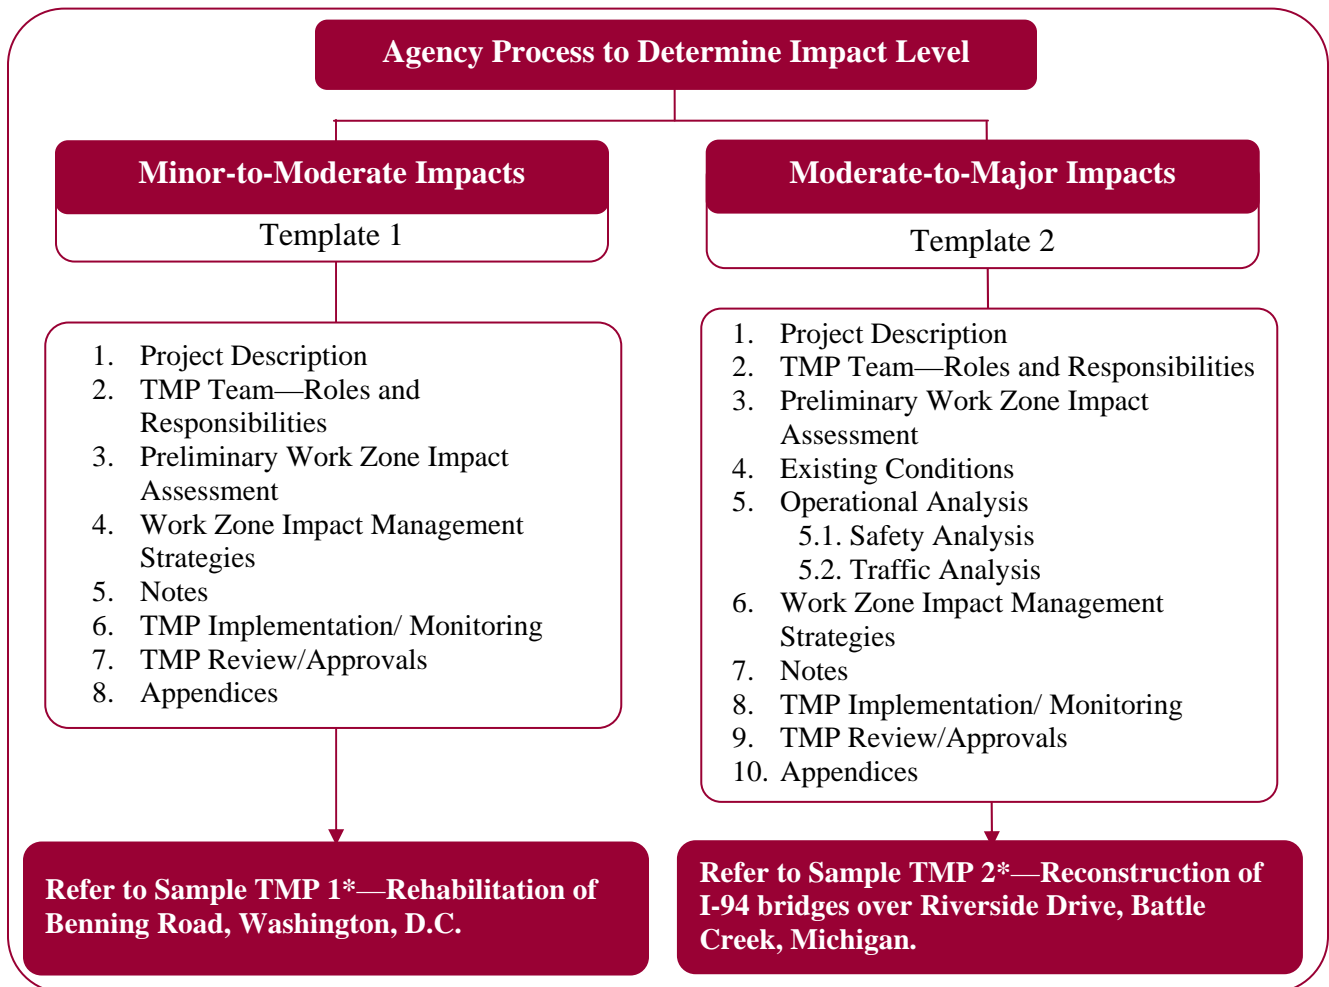 Agency Process to Determine Impact Level
Minor-to-Moderate Impacts
Template 1
1. Project Description
2. TMP Team—Roles and
Responsibilities
3. Preliminary Work Zone Impact
Assessment
4. Work Zone Impact Management
Strategies
5. Notes
6. TMP Implementation/ Monitoring
7. TMP Review/Approvals
8. Appendices
Refer to Sample TMP 1*—Rehabilitation of
Benning Road, Washington, D.C.
Moderate-to-Major Impacts
Template 2
1. Project Description
2. TMP Team—Roles and Responsibilities
3. Preliminary Work Zone Impact
Assessment
4. Existing Conditions
5. Operational Analysis
5.1. Safety Analysis
5.2. Traffic Analysis
6. Work Zone Impact Management
Strategies
7. Notes
8. TMP Implementation/ Monitoring
9. TMP Review/Approvals
10. Appendices
Refer to Sample TMP 2*—Reconstruction of
I-94 bridges over Riverside Drive, Battle
Creek, Michigan.